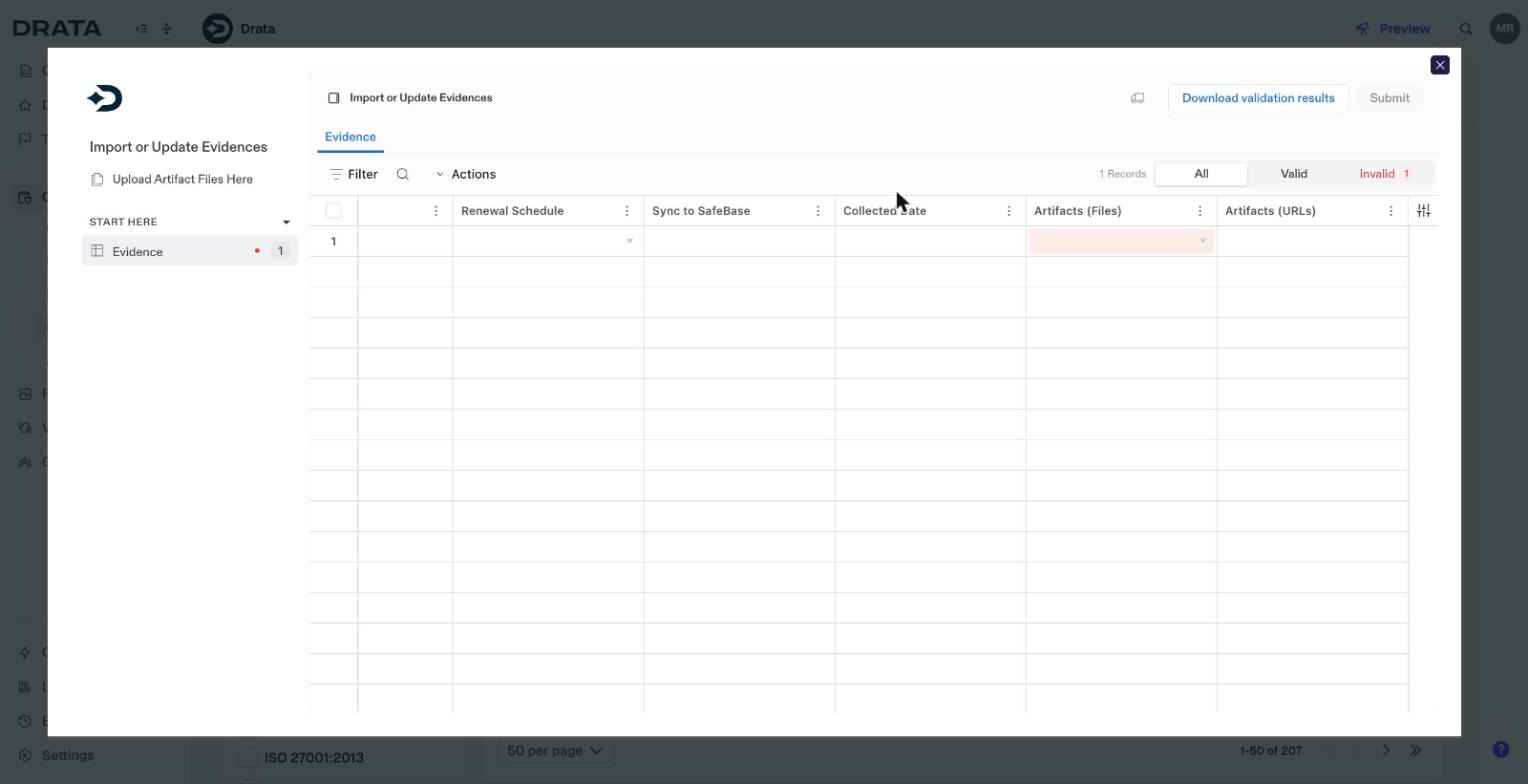 DRATA
Drata
Preview
MR
Import or Update Evidences
Download validation results
Submit
Import or Update Evidences
Upload Artifact Files Here
START HERE
Evidence
1
Evidence
Filter
Actions
1 Records
All
Valid
Invalid 1
Renewal Schedule
Sync to SafeBase
Collected Date
Artifacts (Files)
Artifacts (URLs)
1
Settings
ISO 27001:2013
50 per page
1-50 of 207
?